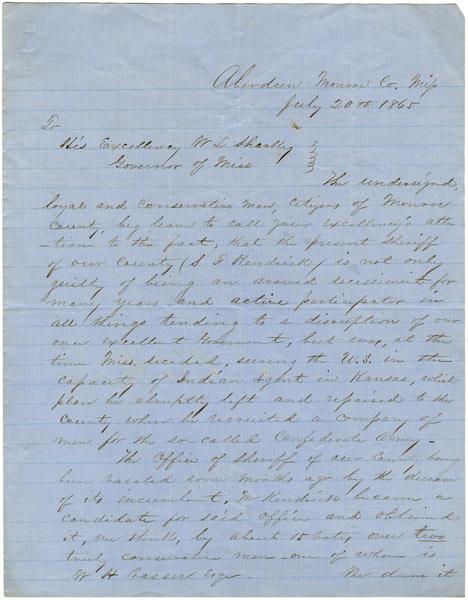 Aberdeen Monroe Co. Miss
July 20th 1865
To
His Excellency W L Sharkey
Governor of Miss
The undersigned,
loyal and conservative men, citizens of Monroe
County, beg leave to call your Excellency's atte
-tion to the fact, that the present Sheriff
of our County (S. F. Kendrick) is not only
guilty of being an avowed secessionist for
many years and active participator in
all things tending to a disruption of our
once excellent Government, but was, at the
time Miss. seceded, serving the U.S. in the
capacity of Indian Agent in Kansas, which
place he abruptly left and repaired to this
County when he recruited a company of
men for the so-called Confederate Army—
The Office of Sheriff of our County having
been vacated some months ago by the decease
of its incumbent, Mr Kendrick became a
candidate for said Office and obtained
it, we think, by about 15 votes over two
truly conservative men—one of whom is
W H Vasser Esqr We deem it